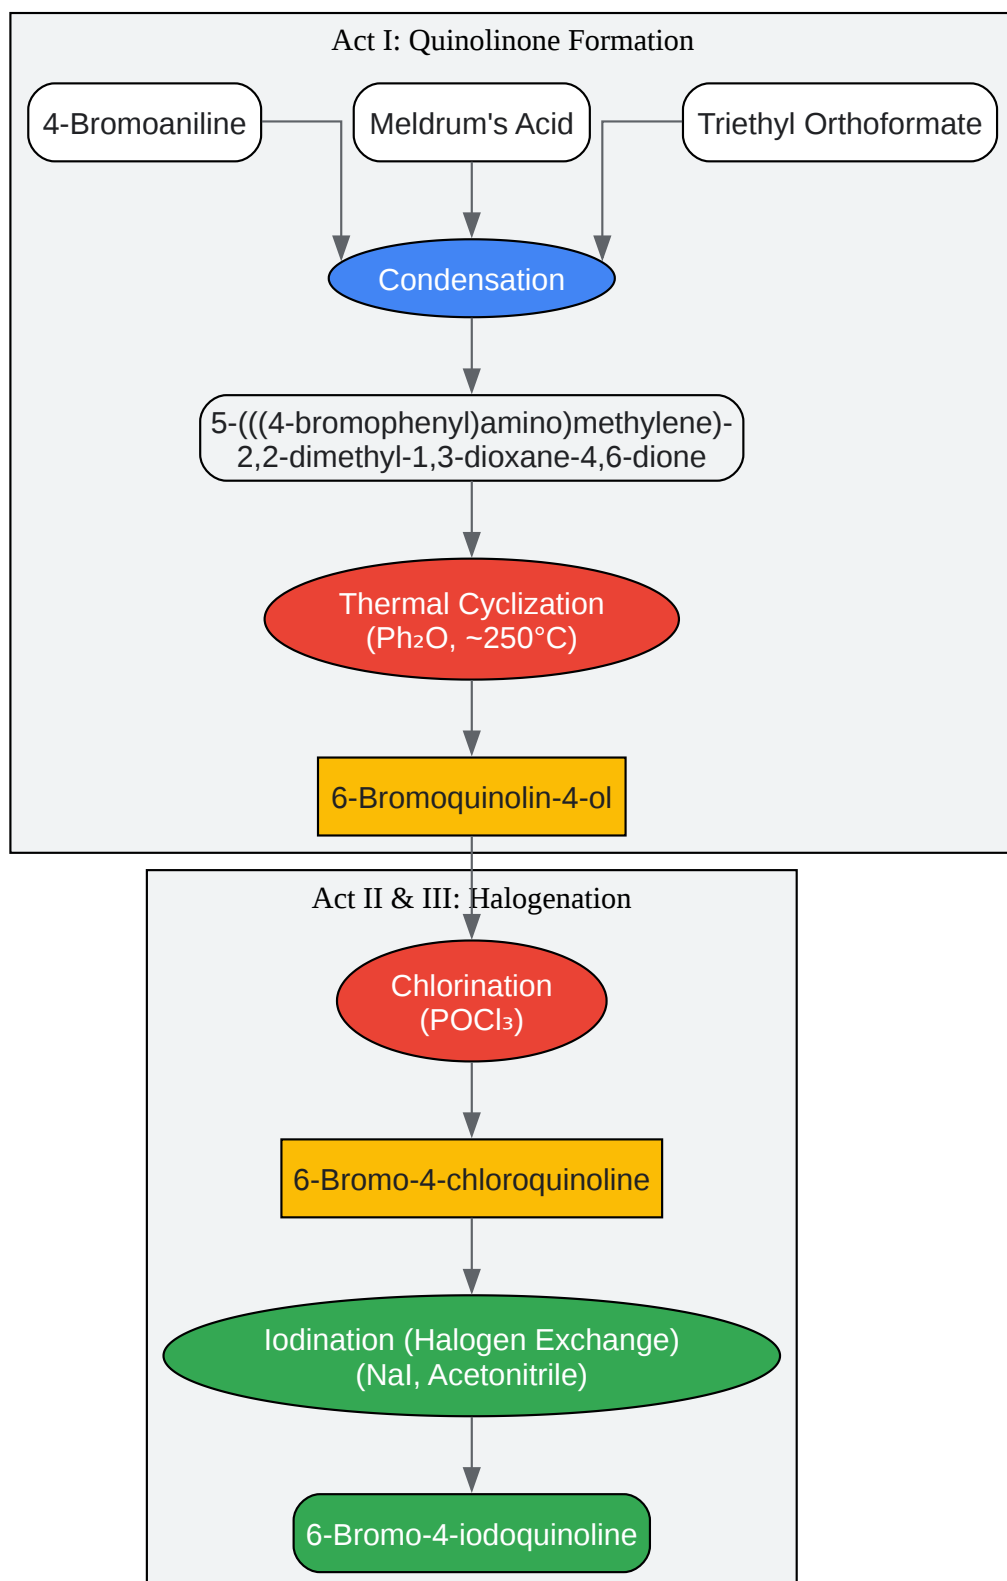 Act I: Quinolinone Formation
4-Bromoaniline
Meldrum's Acid
Triethyl Orthoformate
Condensation
5-(((4-bromophenyl)amino)methylene)-
2,2-dimethyl-1,3-dioxane-4,6-dione
Thermal Cyclization
(Ph₂O, ~250°C)
6-Bromoquinolin-4-ol
Act II & III: Halogenation
Chlorination
(POCl₃)
6-Bromo-4-chloroquinoline
Iodination (Halogen Exchange)
(NaI, Acetonitrile)
6-Bromo-4-iodoquinoline